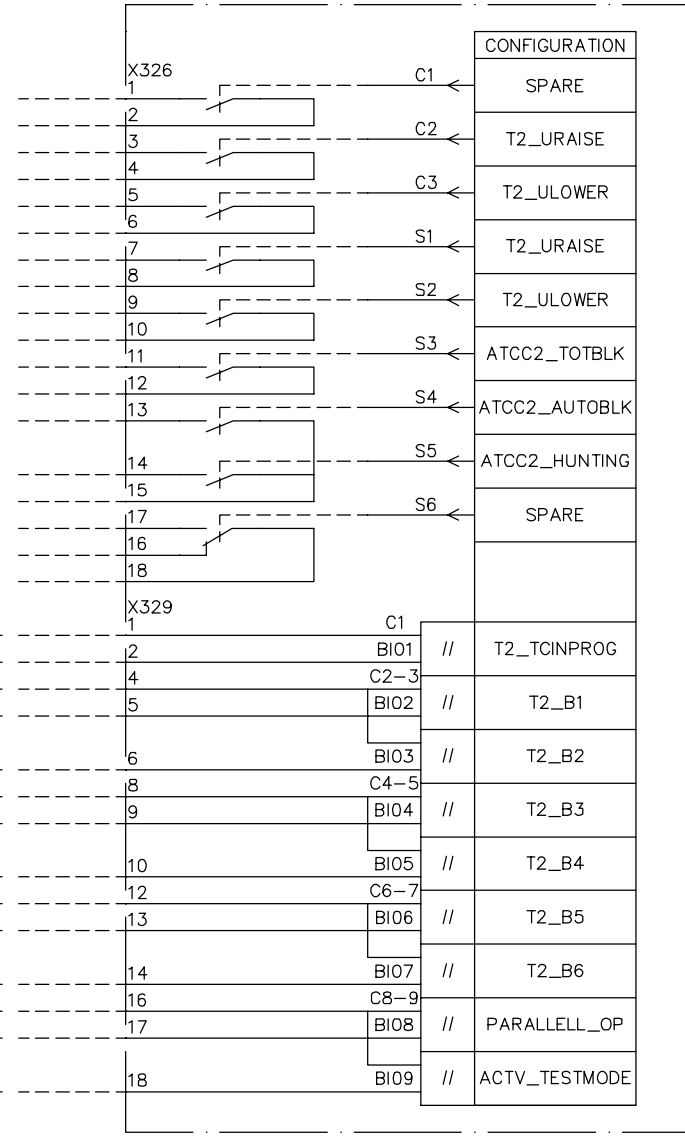 CONFIGURATION
X326
1 C1 SPARE
2
3 C2 T2_URAISE
4
5 C3 T2_ULOWER
6
7 S1 T2_URAISE
8
9 S2 T2_ULOWER
10
11 S3 ATCC2_TOTBLK
12
13 S4 ATCC2_AUTOBLK
14 S5 ATCC2_HUNTING
15
17 S6 SPARE
16
18
X329
1 C1
2 BI01 // T2_TCINPROG
4 C2-3
5 BI02 // T2_B1
6 BI03 // T2_B2
8 C4-5
9 BI04 // T2_B3
10 BI05 // T2_B4
12 C6-7
13 BI06 // T2_B5
14 BI07 // T2_B6
16 C8-9
17 BI08 // PARALLELL_OP
18 BI09 // ACTV_TESTMODE